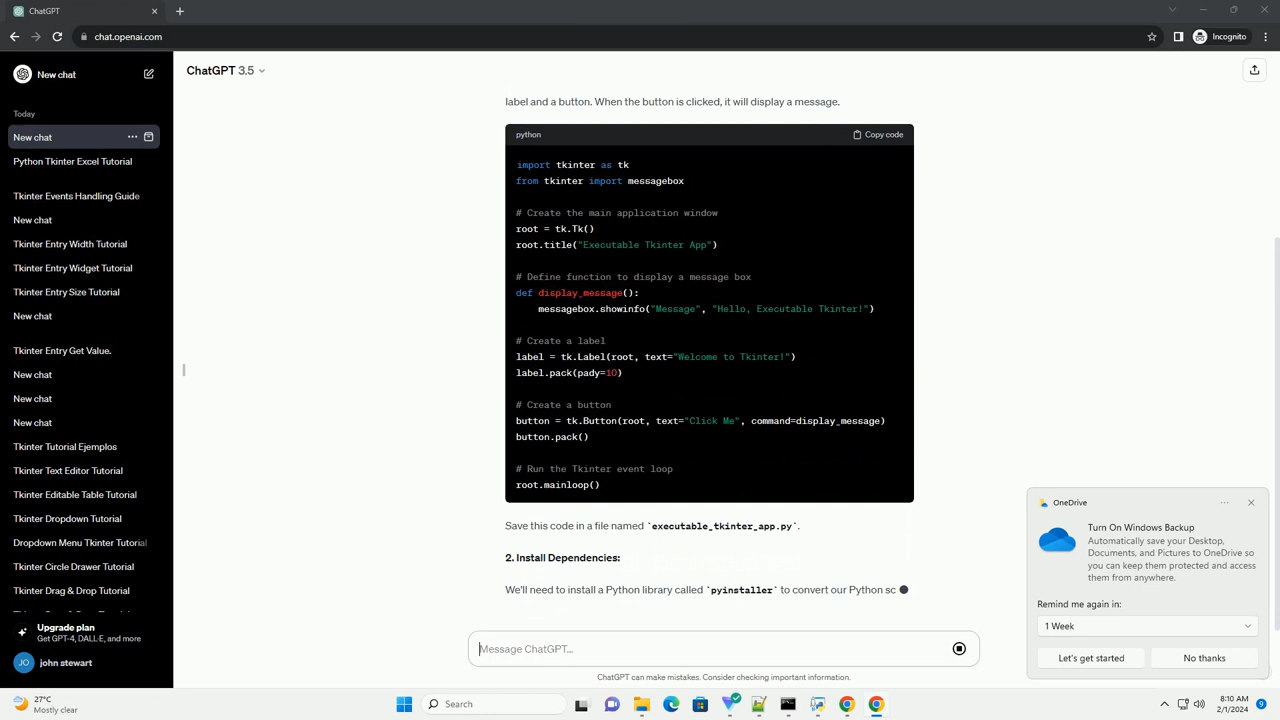 ChatGPT
chat.openai.com
Incognito
New chat
Today
New chat
Python Tkinter Excel Tutorial
Tkinter Events Handling Guide
New chat
Tkinter Entry Width Tutorial
Tkinter Entry Widget Tutorial
Tkinter Entry Size Tutorial
New chat
Tkinter Entry Get Value.
New chat
New chat
New chat
Tkinter Tutorial Ejemplos
Tkinter Text Editor Tutorial
Tkinter Editable Table Tutorial
Tkinter Dropdown Tutorial
Dropdown Menu Tkinter Tutorial
Tkinter Circle Drawer Tutorial
Tkinter Drag & Drop Tutorial
Upgrade plan
Get GPT-4, DALL·E, and more
JO john stewart
ChatGPT 3.5
label and a button. When the button is clicked, it will display a message.
python
Copy code
import tkinter as tk
from tkinter import messagebox
# Create the main application window
root = tk.Tk()
root.title("Executable Tkinter App")
# Define function to display a message box
def display_message():
messagebox.showinfo("Message", "Hello, Executable Tkinter!")
# Create a label
label = tk.Label(root, text="Welcome to Tkinter!")
label.pack(pady=10)
# Create a button
button = tk.Button(root, text="Click Me", command=display_message)
button.pack()
# Run the Tkinter event loop
root.mainloop()
Save this code in a file named `executable_tkinter_app.py`.
2. Install Dependencies:
We'll need to install a Python library called `pyinstaller` to convert our Python sc
Message ChatGPT...
ChatGPT can make mistakes. Consider checking important information.
OneDrive
Turn On Windows Backup
Automatically save your Desktop,
Documents, and Pictures to OneDrive so
you can keep them protected and access
them from anywhere.
Remind me again in:
1 Week
Let's get started
No thanks
27°C
Mostly clear
Search
8:10 AM
2/1/2024
9